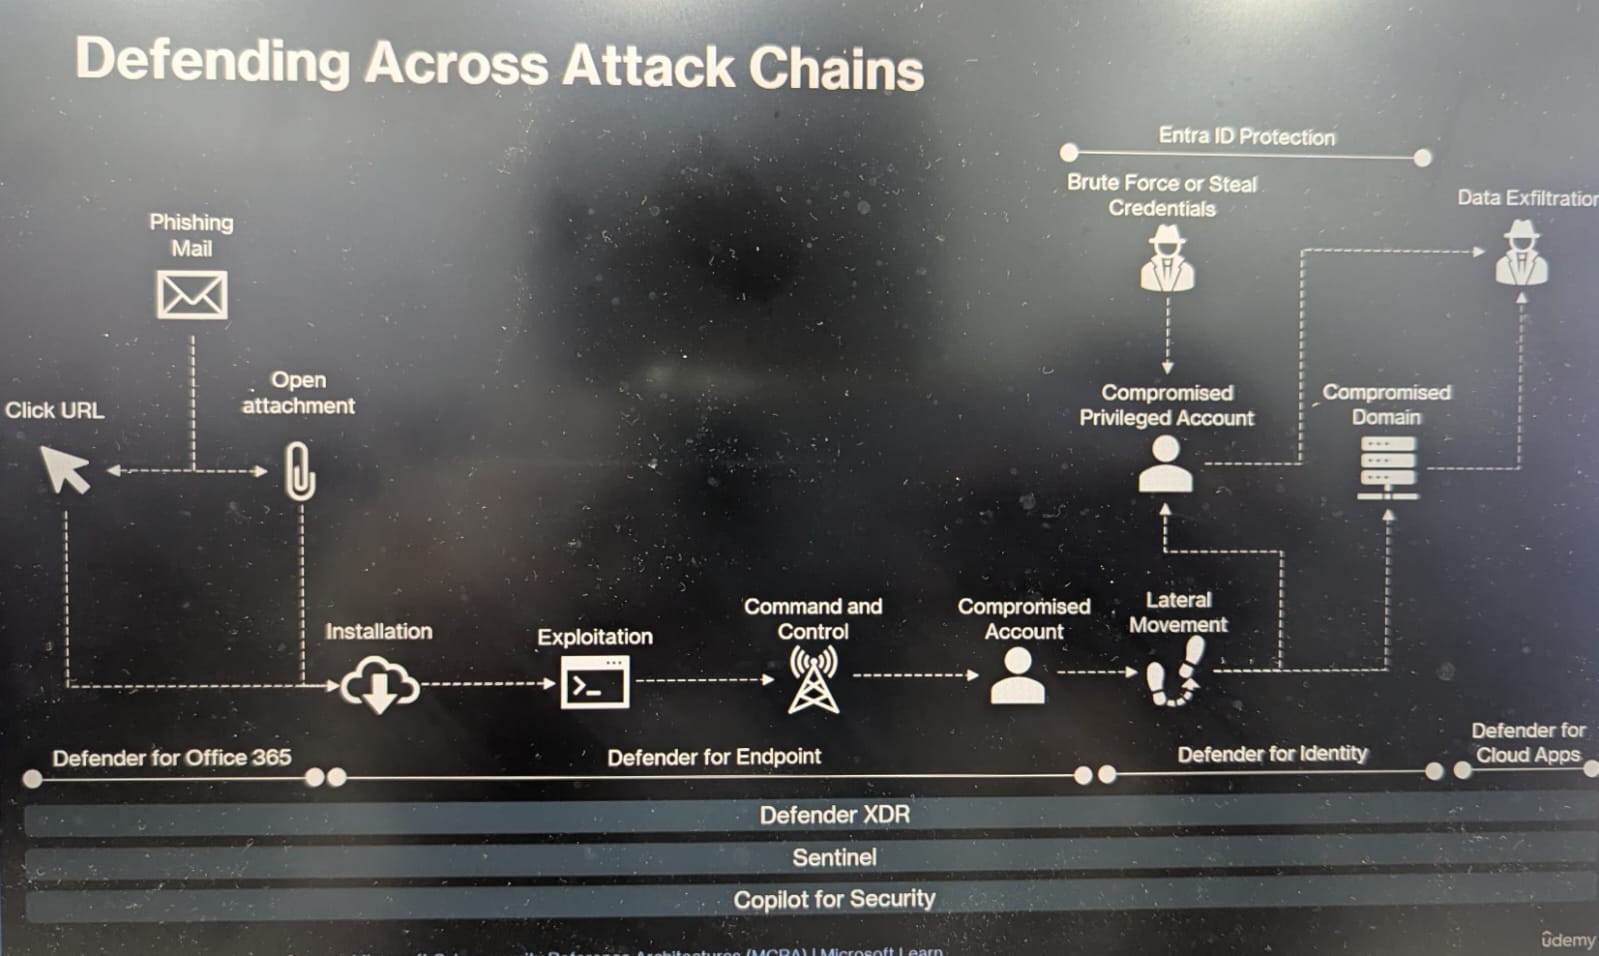 Defending Across Attack Chains
Entra ID Protection
Brute Force or Steal
Credentials
Data Exfiltration
Phishing
Mail
Open
attachment
Click URL
Compromised
Privileged Account
Compromised
Domain
Installation
Exploitation
Command and
Control
Compromised
Account
Lateral
Movement
Defender for Office 365
Defender for Endpoint
Defender for Identity
Defender for
Cloud Apps
Defender XDR
Sentinel
Copilot for Security
Architectures (MCRA) | Microsoft Learn
ûdemy